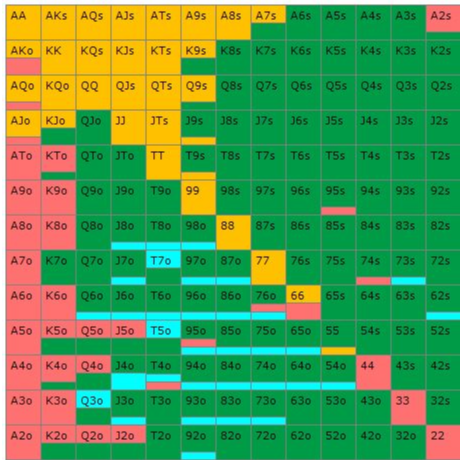 AA AKs AQs AJs ATs A9s A8s A7s A6s A5s A4s A3s A2s
AKo KK KQs KJs KTs K9s K8s K7s K6s K5s K4s K3s K2s
AQo KQo QQ QJs QTs Q9s Q8s Q7s Q6s Q5s Q4s Q3s Q2s
AJo KJo QJo JJ JTs J9s J8s J7s J6s J5s J4s J3s J2s
ATo KTo QTo JTo TT T9s T8s T7s T6s T5s T4s T3s T2s
A9o K9o Q9o J9o T9o 99 98s 97s 96s 95s 94s 93s 92s
A8o K8o Q8o J8o T8o 98o 88 87s 86s 85s 84s 83s 82s
A7o K7o Q7o J7o T7o 97o 87o 77 76s 75s 74s 73s 72s
A6o K6o Q6o J6o T6o 96o 86o 76o 66 65s 64s 63s 62s
A5o K5o Q5o J5o T5o 95o 85o 75o 65o 55 54s 53s 52s
A4o K4o Q4o J4o T4o 94o 84o 74o 64o 54o 44 43s 42s
A3o K3o Q3o J3o T3o 93o 83o 73o 63o 53o 43o 33 32s
A2o K2o Q2o J2o T2o 92o 82o 72o 62o 52o 42o 32o 22